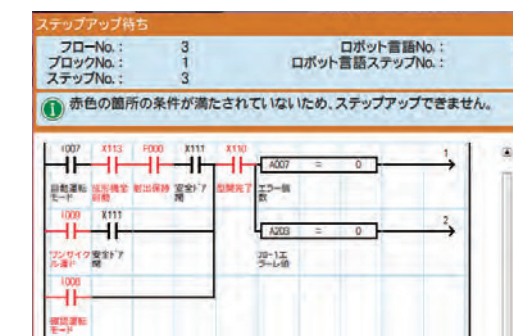 ステップアップ待ち
フローNo.: 3 ロボット言語No.:
ブロックNo.: 1 ロボット言語ステップNo.:
ステップNo.: 3
赤色の箇所の条件が満たされていないため、ステップアップできません。
I007 X113 F000 X111 X110 1
A007 = 0
自動運転モード 成形機全自動 射出保持 安全ドア閉 型開完了 エラー個数
I009 X111 2
A203 = 0
ワンサイクル運転 安全ドア閉 フロー1エラーレベル
I008
確認運転モード